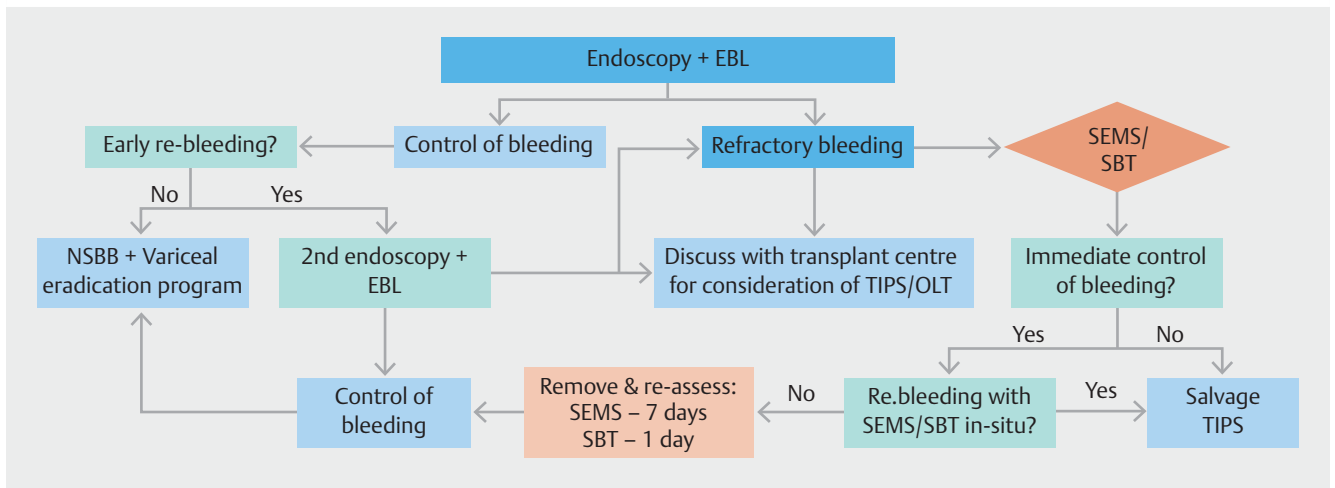 Endoscopy + EBL
Early re-bleeding?
Control of bleeding
Refractory bleeding
SEMS/
SBT
No
Yes
NSBB + Variceal
eradication program
2nd endoscopy +
EBL
Discuss with transplant centre
for consideration of TIPS/OLT
Immediate control
of bleeding?
Yes
No
Control of
bleeding
Remove & re-assess:
SEMS – 7 days
SBT – 1 day
No
Re.bleeding with
SEMS/SBT in-situ?
Yes
Salvage
TIPS